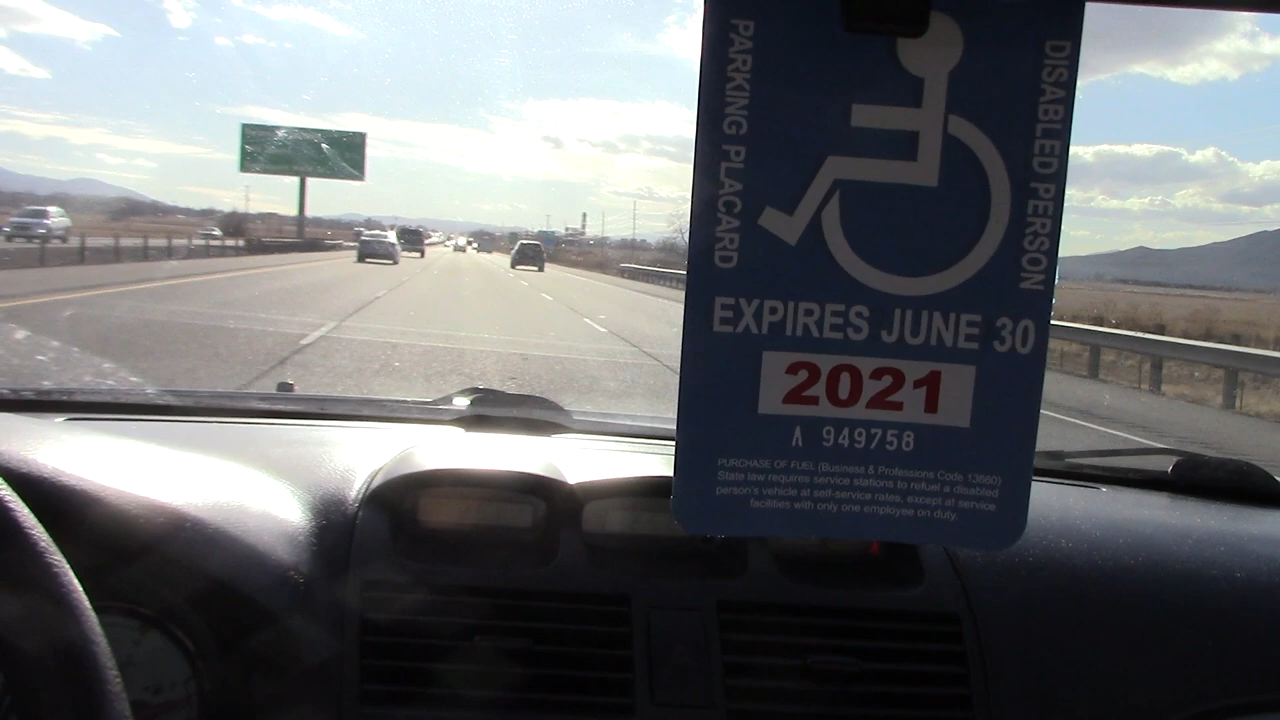 PARKING PLACARD
DISABLED PERSON
EXPIRES JUNE 30
2021
A 949758
PURCHASE OF FUEL (Business & Professions Code 13660)
State law requires service stations to refuel a disabled
person's vehicle at self-service rates, except at service
facilities with only one employee on duty.